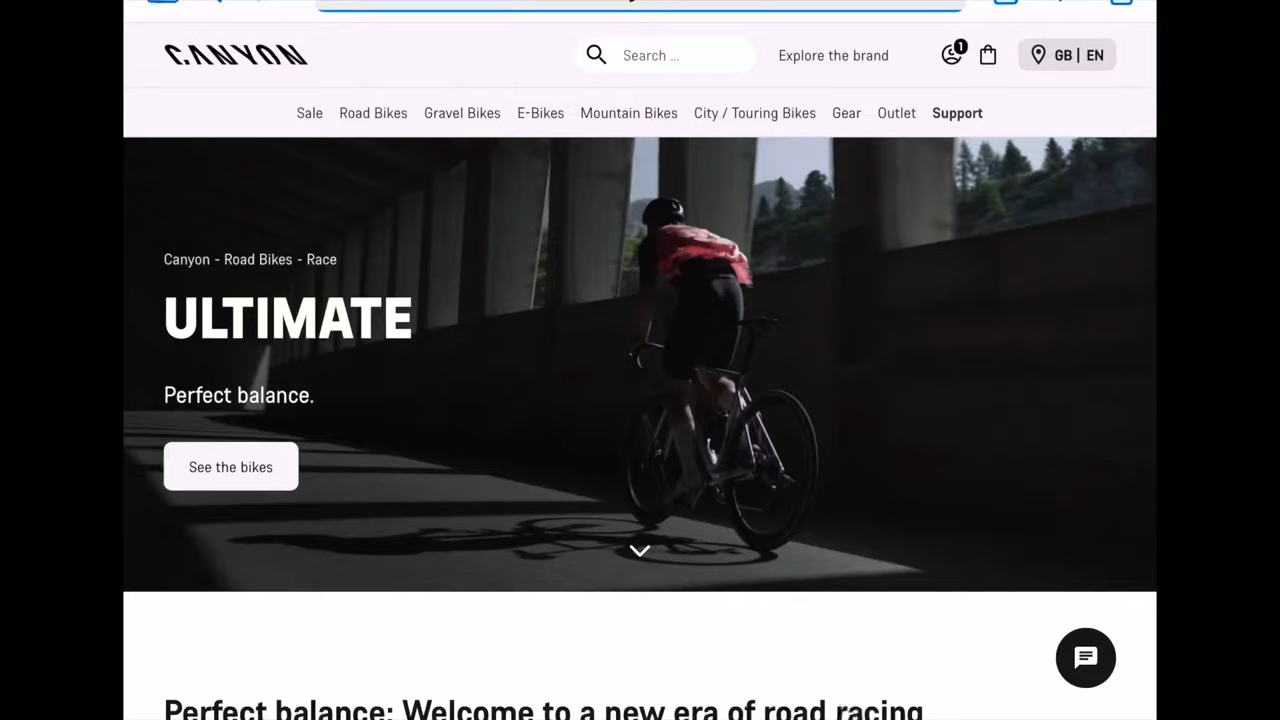 CANYON
Search ...
Explore the brand
1
GB | EN
Sale Road Bikes Gravel Bikes E-Bikes Mountain Bikes City / Touring Bikes Gear Outlet Support
Canyon - Road Bikes - Race
ULTIMATE
Perfect balance.
See the bikes
Perfect balance: Welcome to a new era of road racing